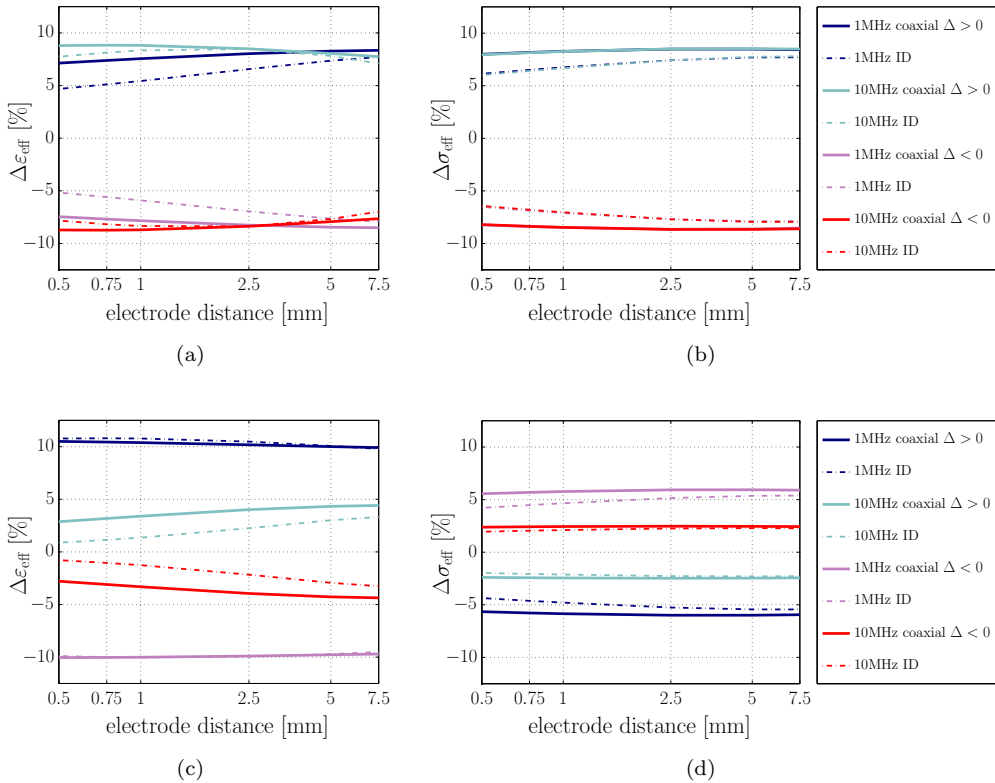 10
5
0
−5
−10
Δε_eff [%]
0.5 0.75 1 2.5 5 7.5
electrode distance [mm]
(a)
10
5
0
−5
−10
Δσ_eff [%]
0.5 0.75 1 2.5 5 7.5
electrode distance [mm]
(b)
1MHz coaxial Δ > 0
1MHz ID
10MHz coaxial Δ > 0
10MHz ID
1MHz coaxial Δ < 0
1MHz ID
10MHz coaxial Δ < 0
10MHz ID
10
5
0
−5
−10
Δε_eff [%]
0.5 0.75 1 2.5 5 7.5
electrode distance [mm]
(c)
10
5
0
−5
−10
Δσ_eff [%]
0.5 0.75 1 2.5 5 7.5
electrode distance [mm]
(d)
1MHz coaxial Δ > 0
1MHz ID
10MHz coaxial Δ > 0
10MHz ID
1MHz coaxial Δ < 0
1MHz ID
10MHz coaxial Δ < 0
10MHz ID